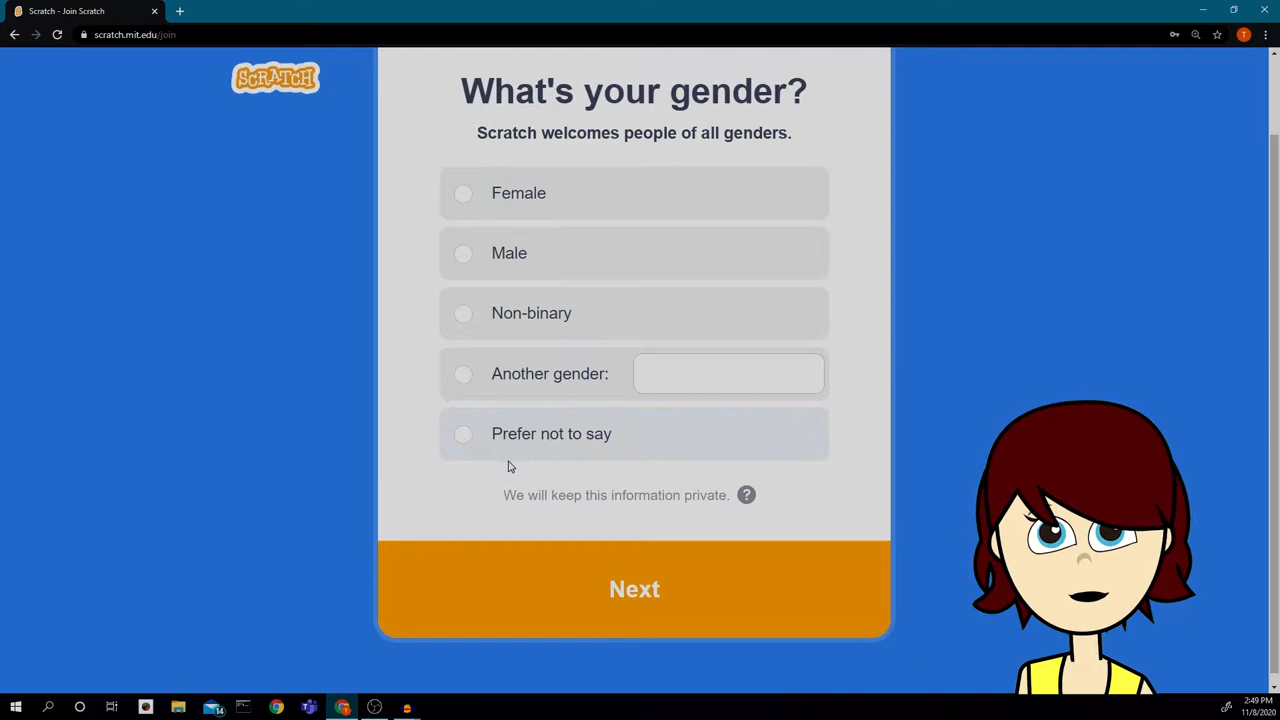 Scratch - Join Scratch
scratch.mit.edu/join
T
SCRATCH
What's your gender?
Scratch welcomes people of all genders.
Female
Male
Non-binary
Another gender:
Prefer not to say
We will keep this information private. ?
Next
14
2:49 PM
11/8/2020